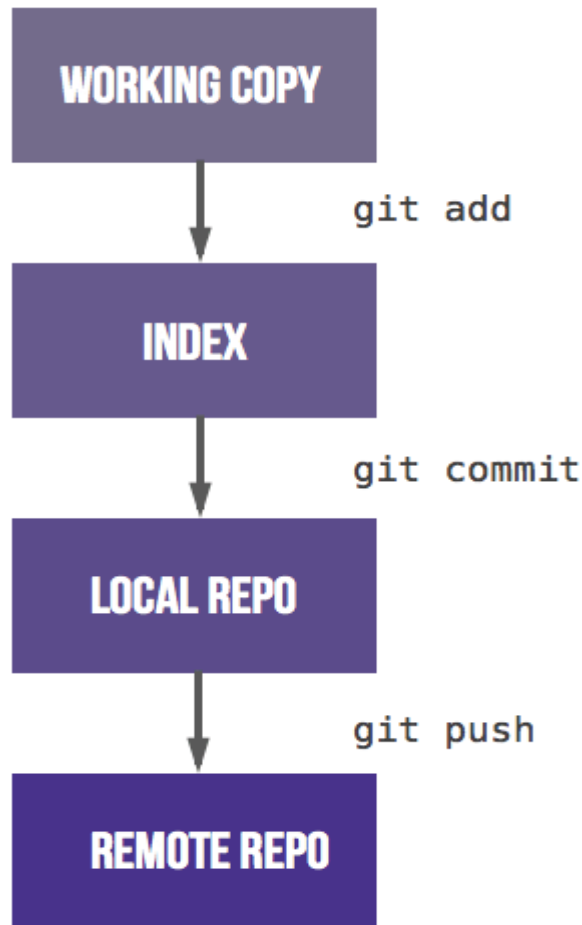 WORKING COPY
git add
INDEX
git commit
LOCAL REPO
git push
REMOTE REPO